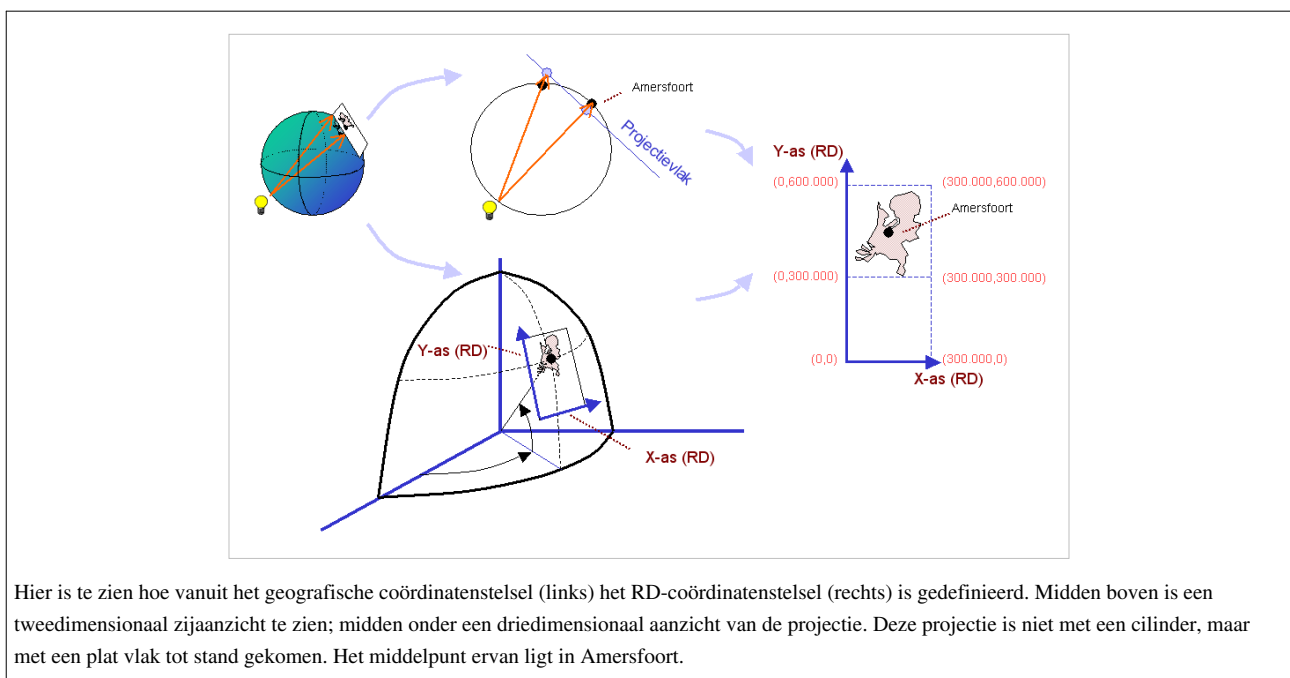 Amersfoort
Projectievlak
Y-as (RD)
(0,600.000)
(300.000,600.000)
Amersfoort
(0,300.000)
(300.000,300.000)
(0,0)
(300.000,0)
X-as (RD)
Y-as (RD)
X-as (RD)
Hier is te zien hoe vanuit het geografische coördinatenstelsel (links) het RD-coördinatenstelsel (rechts) is gedefinieerd. Midden boven is een
tweedimensionaal zijaanzicht te zien; midden onder een driedimensionaal aanzicht van de projectie. Deze projectie is niet met een cilinder, maar
met een plat vlak tot stand gekomen. Het middelpunt ervan ligt in Amersfoort.